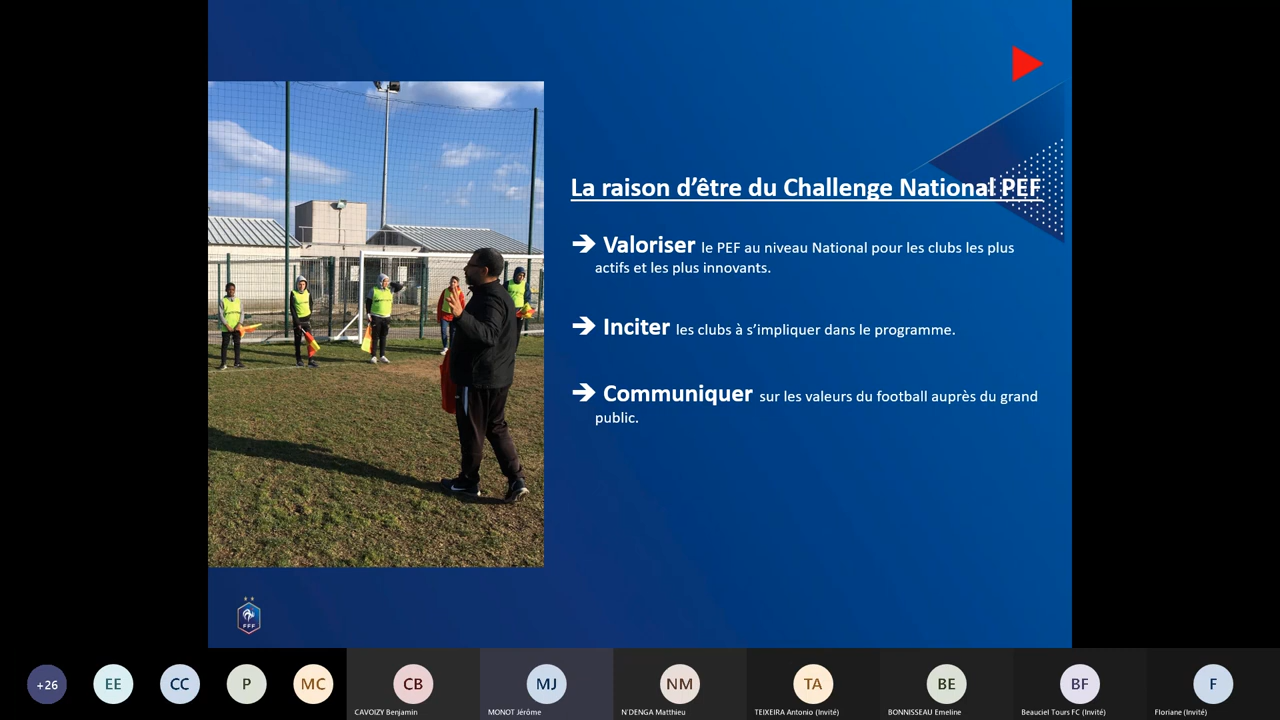 La raison d'être du Challenge National PEF
➔ Valoriser le PEF au niveau National pour les clubs les plus
actifs et les plus innovants.
➔ Inciter les clubs à s'impliquer dans le programme.
➔ Communiquer sur les valeurs du football auprès du grand
public.
FFF
+26 EE CC P MC CB MJ NM TA BE BF F
CAVOIZY Benjamin MONOT Jérôme N'DENGA Matthieu TEIXEIRA Antonio (Invité) BONNISSEAU Emeline Beauciel Tours FC (Invité) Floriane (Invité)